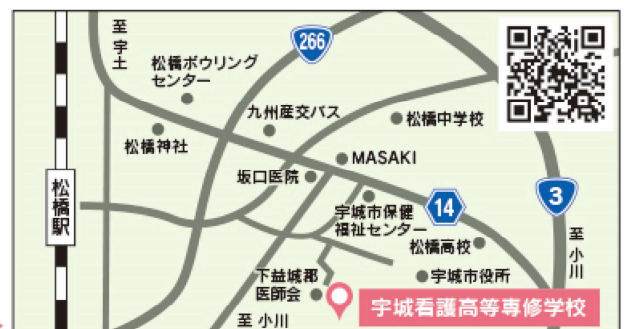 至宇土
266
松橋ボウリング
センター
九州産交バス
松橋中学校
松橋神社
MASAKI
坂口医院
松橋駅
宇城市保健
福祉センター
14
3
松橋高校
至小川
下益城郡
医師会
宇城市役所
宇城看護高等専修学校
至 小川